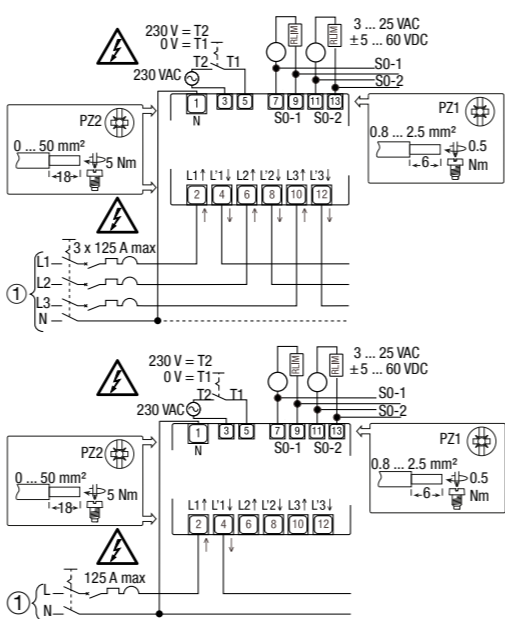 230 V = T2
0 V = T1
T2 T1
230 VAC
3 ... 25 VAC
± 5 ... 60 VDC
RLIM
RLIM
S0-1
S0-2
1 3 5 7 9 11 13
N S0-1 S0-2
PZ2
0 ... 50 mm²
5 Nm
18
PZ1
0.8 ... 2.5 mm²
0.5
6 Nm
L1↑ L'1↓ L2↑ L'2↓ L3↑ L'3↓
2 4 6 8 10 12
3 x 125 A max
1
L1
L2
L3
N
230 V = T2
0 V = T1
T2 T1
230 VAC
3 ... 25 VAC
± 5 ... 60 VDC
RLIM
RLIM
S0-1
S0-2
1 3 5 7 9 11 13
N S0-1 S0-2
PZ2
0 ... 50 mm²
5 Nm
18
PZ1
0.8 ... 2.5 mm²
0.5
6 Nm
L1↑ L'1↓ L2↑ L'2↓ L3↑ L'3↓
2 4 6 8 10 12
125 A max
1
L
N